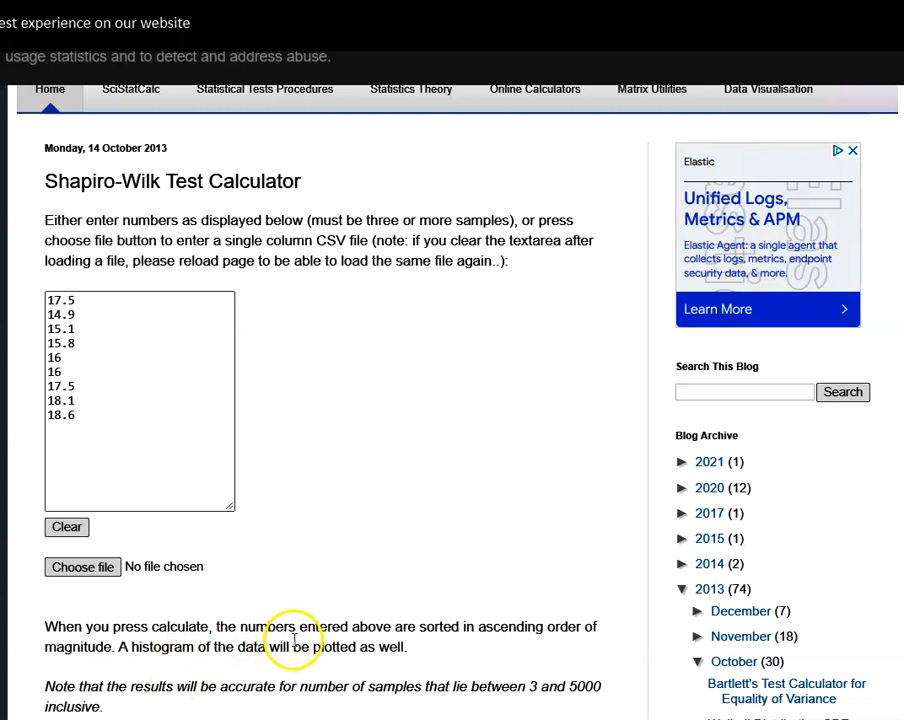 est experience on our website
usage statistics and to detect and address abuse.
Home SciStatCalc Statistical Tests Procedures Statistics Theory Online Calculators Matrix Utilities Data Visualisation
Monday, 14 October 2013
Shapiro-Wilk Test Calculator
Either enter numbers as displayed below (must be three or more samples), or press
choose file button to enter a single column CSV file (note: if you clear the textarea after
loading a file, please reload page to be able to load the same file again..):
17.5
14.9
15.1
15.8
16
16
17.5
18.1
18.6
Clear
Choose file No file chosen
When you press calculate, the numbers entered above are sorted in ascending order of
magnitude. A histogram of the data will be plotted as well.
Note that the results will be accurate for number of samples that lie between 3 and 5000
inclusive.
Elastic
Unified Logs,
Metrics & APM
Elastic Agent: a single agent that
collects logs, metrics, endpoint
security data, & more.
Learn More
Search This Blog
Search
Blog Archive
► 2021 (1)
► 2020 (12)
► 2017 (1)
► 2015 (1)
► 2014 (2)
▼ 2013 (74)
► December (7)
► November (18)
▼ October (30)
Bartlett's Test Calculator for
Equality of Variance